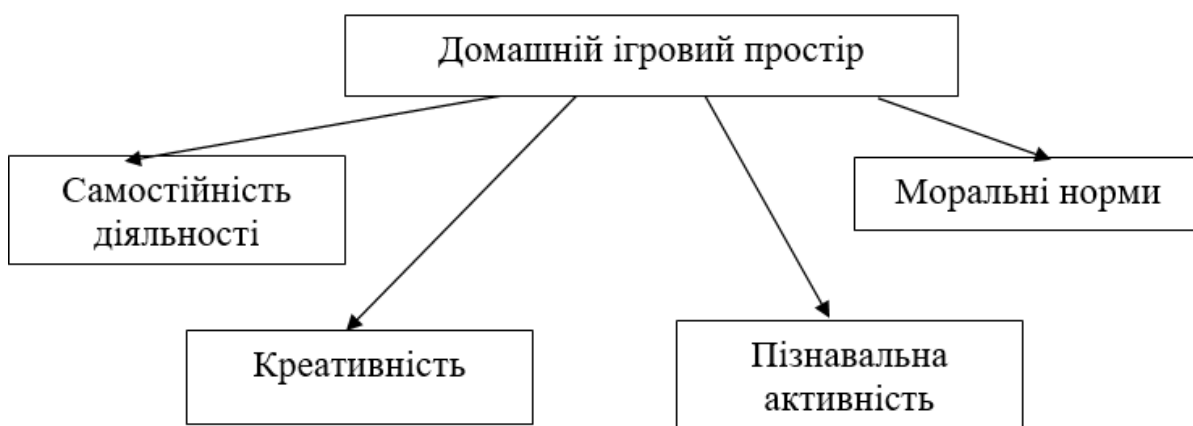 Домашній ігровий простір
Самостійність
діяльності
Моральні норми
Креативність
Пізнавальна
активність